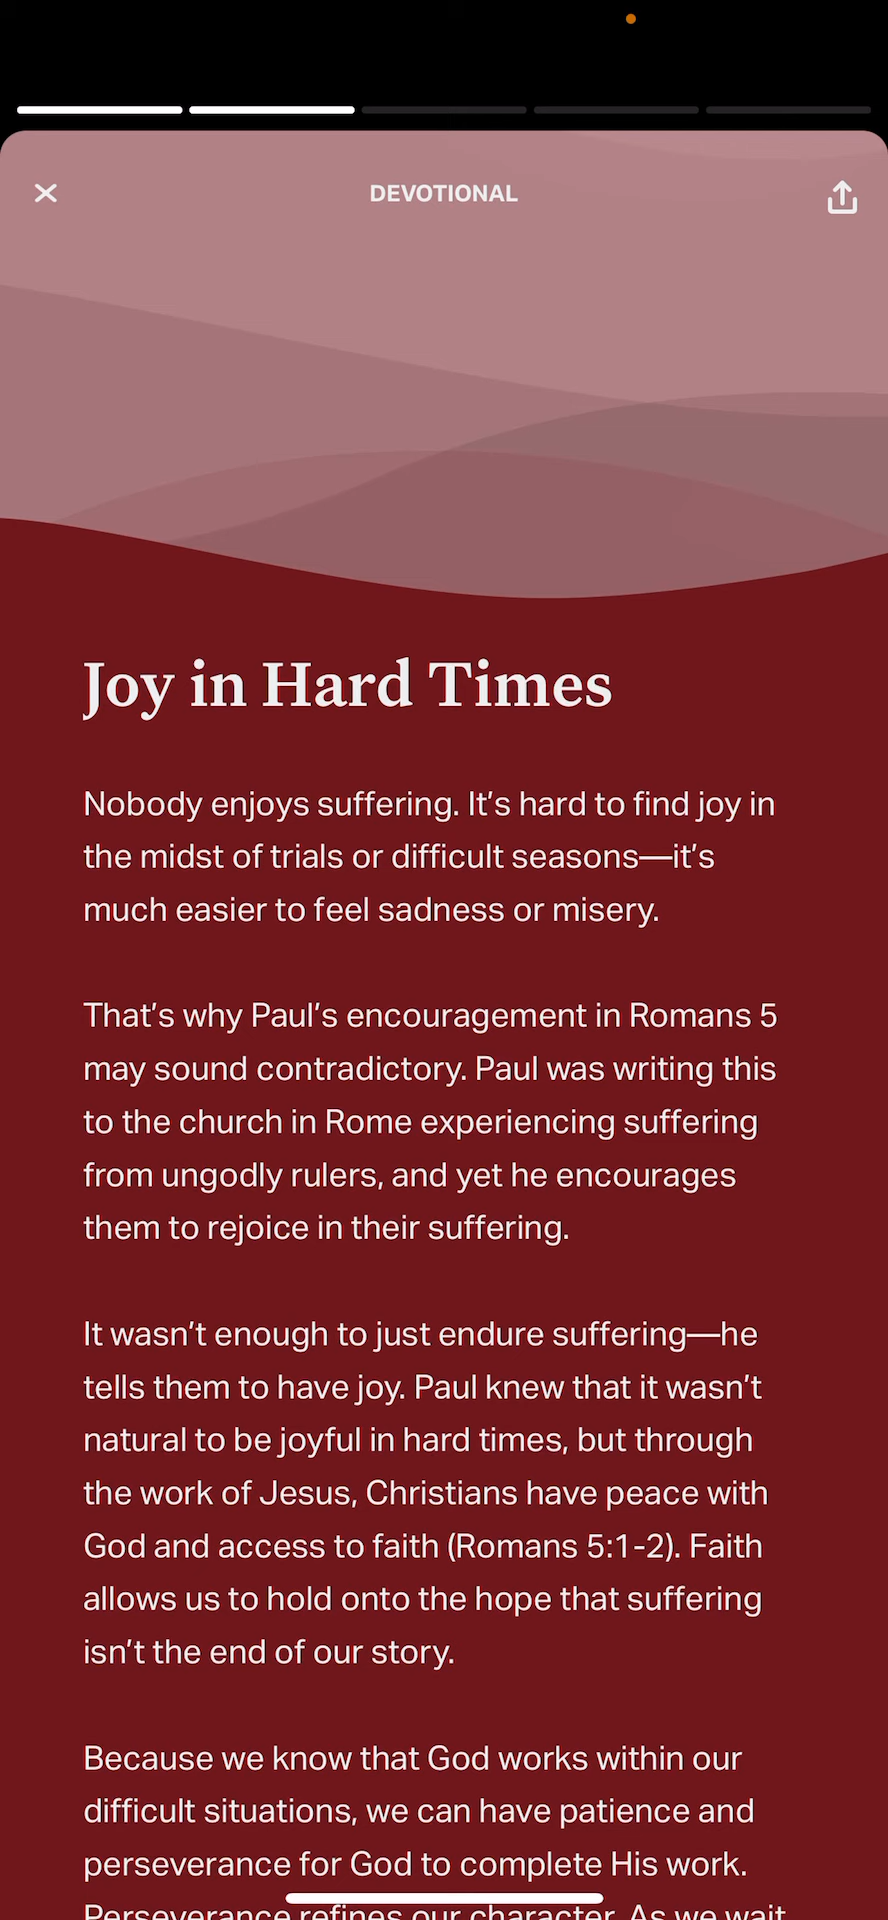 DEVOTIONAL
Joy in Hard Times
Nobody enjoys suffering. It’s hard to find joy in
the midst of trials or difficult seasons—it’s
much easier to feel sadness or misery.
That’s why Paul’s encouragement in Romans 5
may sound contradictory. Paul was writing this
to the church in Rome experiencing suffering
from ungodly rulers, and yet he encourages
them to rejoice in their suffering.
It wasn’t enough to just endure suffering—he
tells them to have joy. Paul knew that it wasn’t
natural to be joyful in hard times, but through
the work of Jesus, Christians have peace with
God and access to faith (Romans 5:1-2). Faith
allows us to hold onto the hope that suffering
isn’t the end of our story.
Because we know that God works within our
difficult situations, we can have patience and
perseverance for God to complete His work.
Perseverance refines our character. As we wait